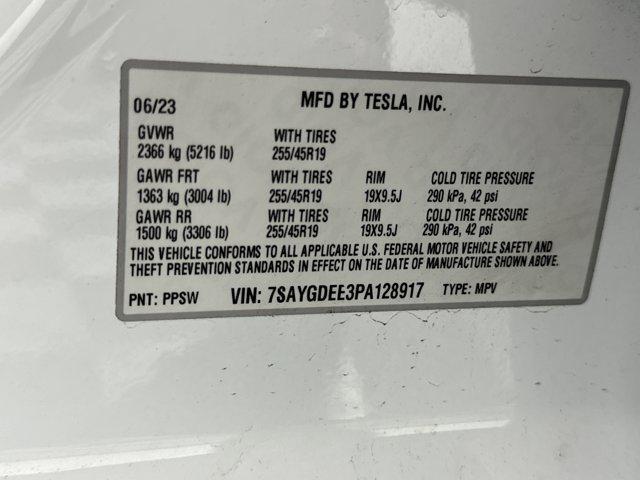 06/23 MFD BY TESLA, INC.
GVWR WITH TIRES
2366 kg (5216 lb) 255/45R19
GAWR FRT WITH TIRES RIM COLD TIRE PRESSURE
1363 kg (3004 lb) 255/45R19 19X9.5J 290 kPa, 42 psi
GAWR RR WITH TIRES RIM COLD TIRE PRESSURE
1500 kg (3306 lb) 255/45R19 19X9.5J 290 kPa, 42 psi
THIS VEHICLE CONFORMS TO ALL APPLICABLE U.S. FEDERAL MOTOR VEHICLE SAFETY AND
THEFT PREVENTION STANDARDS IN EFFECT ON THE DATE OF MANUFACTURE SHOWN ABOVE.
PNT: PPSW VIN: 7SAYGDEE3PA128917 TYPE: MPV